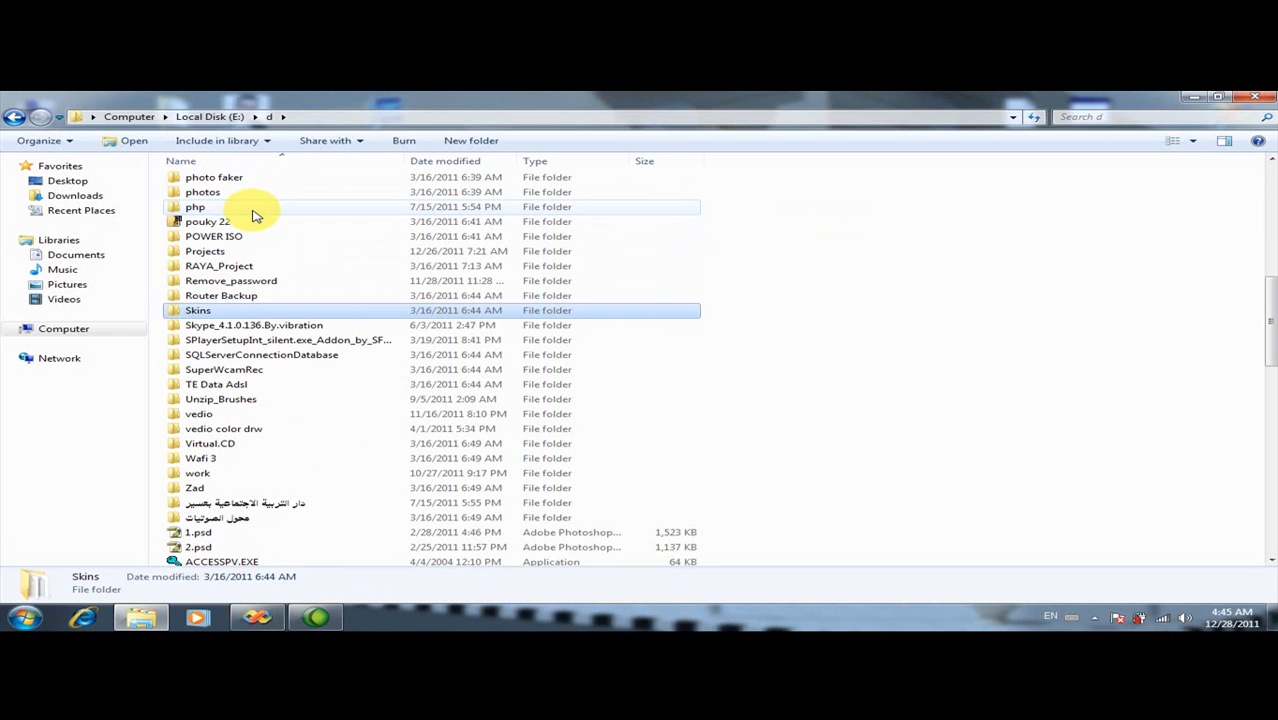 Computer Local Disk (E:) d Search d
Organize Open Include in library Share with Burn New folder
Favorites
Desktop
Downloads
Recent Places
Libraries
Documents
Music
Pictures
Videos
Computer
Network
Name Date modified Type Size
photo faker 3/16/2011 6:39 AM File folder
photos 3/16/2011 6:39 AM File folder
php 7/15/2011 5:54 PM File folder
pouky 22 3/16/2011 6:41 AM File folder
POWER ISO 3/16/2011 6:41 AM File folder
Projects 12/26/2011 7:21 AM File folder
RAYA_Project 3/16/2011 7:13 AM File folder
Remove_password 11/28/2011 11:28 ... File folder
Router Backup 3/16/2011 6:44 AM File folder
Skins 3/16/2011 6:44 AM File folder
Skype_4.1.0.136.By.vibration 6/3/2011 2:47 PM File folder
SPlayerSetupInt_silent.exe_Addon_by_SF... 3/19/2011 8:41 PM File folder
SQLServerConnectionDatabase 3/16/2011 6:44 AM File folder
SuperWcamRec 3/16/2011 6:44 AM File folder
TE Data Adsl 3/16/2011 6:44 AM File folder
Unzip_Brushes 9/5/2011 2:09 AM File folder
vedio 11/16/2011 8:10 PM File folder
vedio color drw 4/1/2011 5:34 PM File folder
Virtual.CD 3/16/2011 6:49 AM File folder
Wafi 3 3/16/2011 6:49 AM File folder
work 10/27/2011 9:17 PM File folder
Zad 3/16/2011 6:49 AM File folder
دار التربية الاجتماعية بعسير 7/15/2011 5:55 PM File folder
محول الصوتيات 3/16/2011 6:49 AM File folder
1.psd 2/28/2011 4:46 PM Adobe Photoshop... 1,523 KB
2.psd 2/25/2011 11:57 PM Adobe Photoshop... 1,137 KB
ACCESSPV.EXE 4/4/2004 12:10 PM Application 64 KB
Skins Date modified: 3/16/2011 6:44 AM
File folder
EN 4:45 AM
12/28/2011